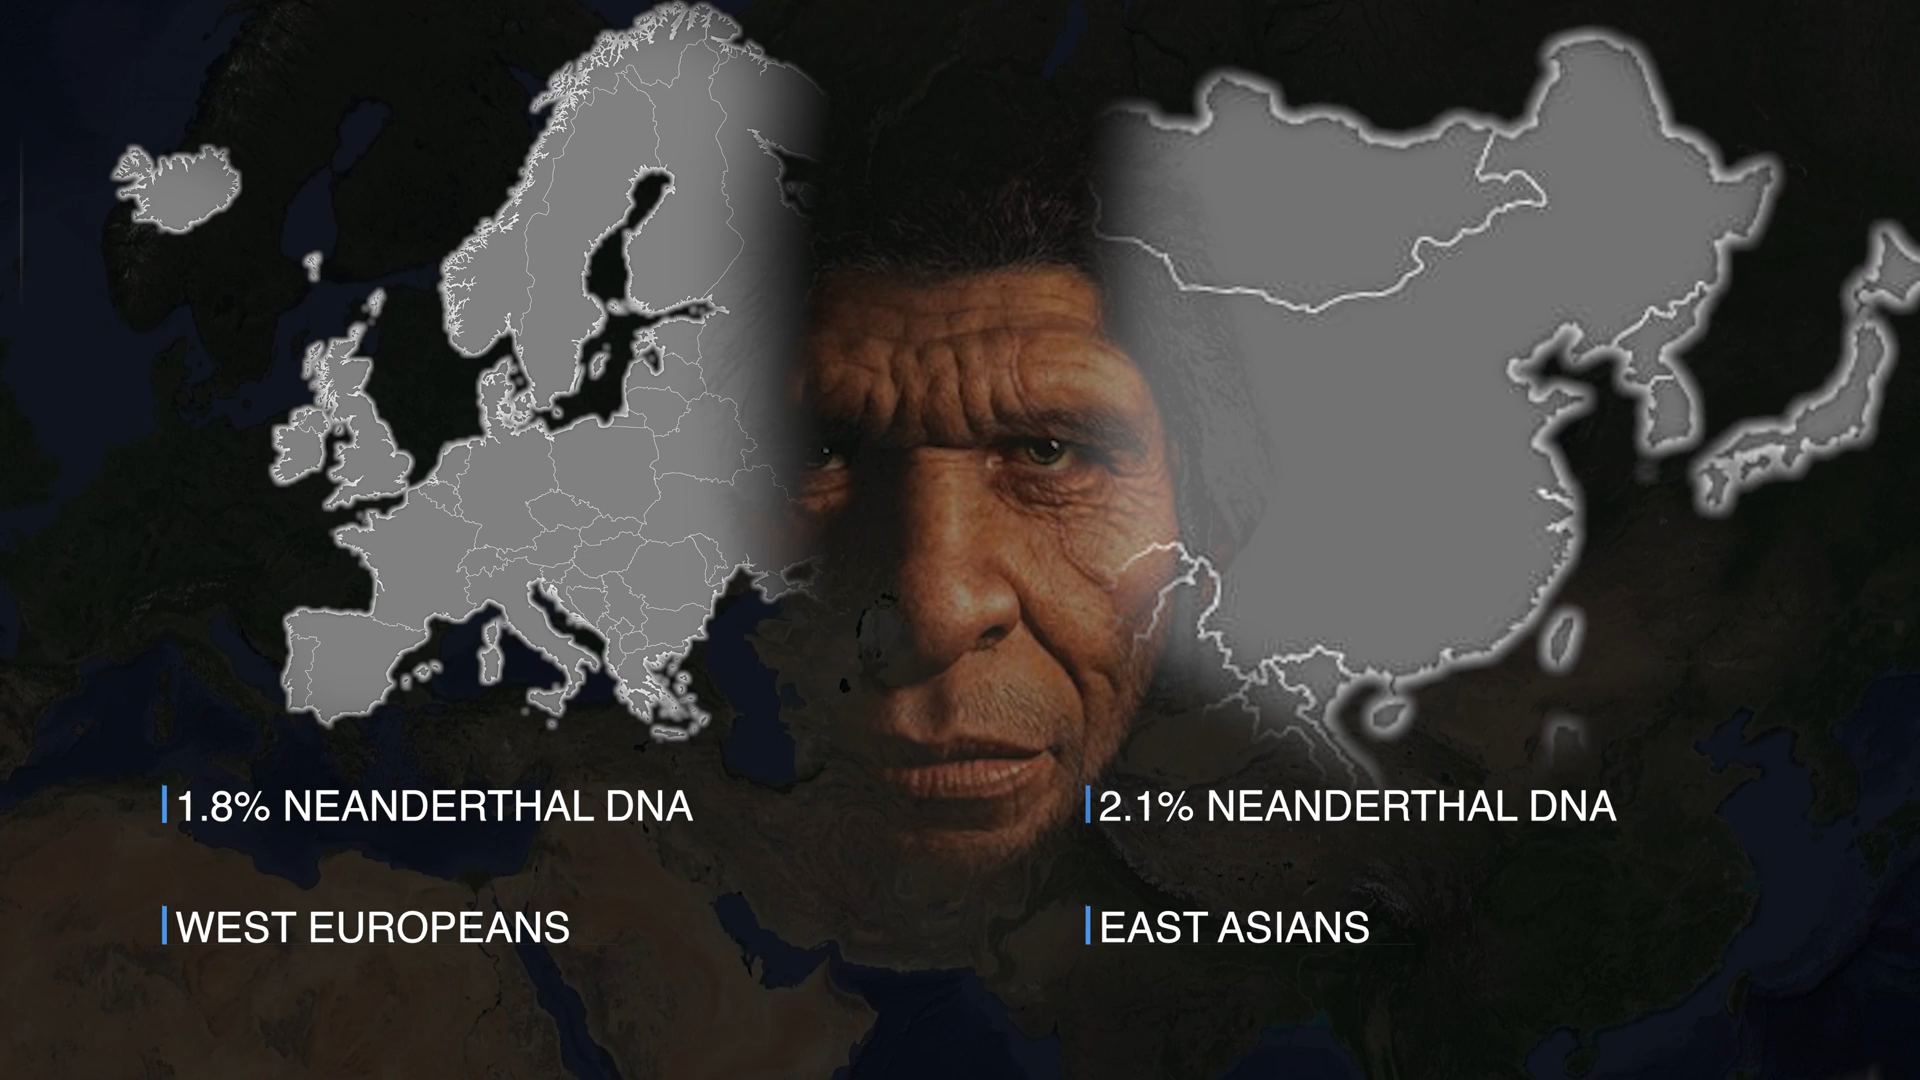 1.8% NEANDERTHAL DNA
WEST EUROPEANS
2.1% NEANDERTHAL DNA
EAST ASIANS